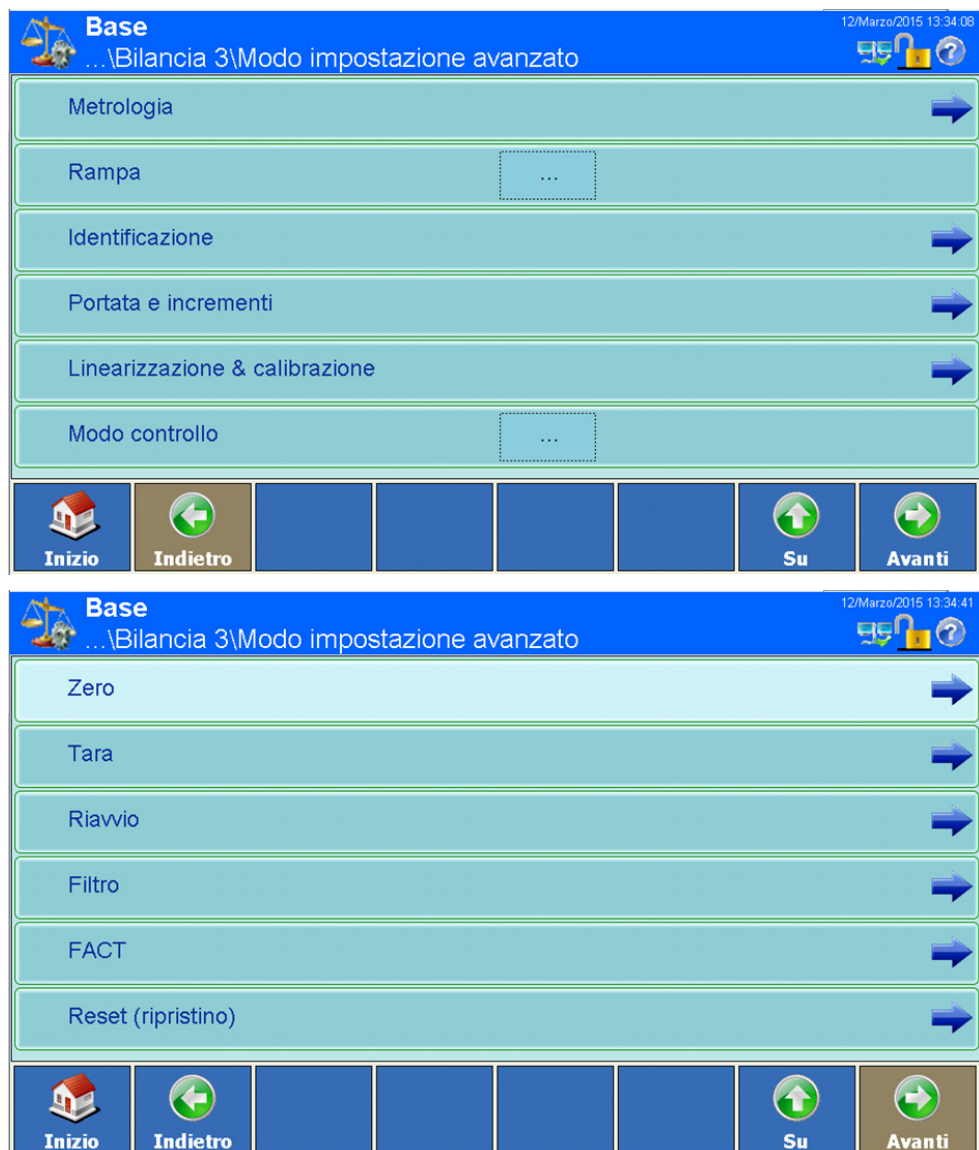 Base
12/Marzo/2015 13:34:08
...\Bilancia 3\Modo impostazione avanzato
Metrologia
Rampa ...
Identificazione
Portata e incrementi
Linearizzazione & calibrazione
Modo controllo ...
Inizio Indietro Su Avanti
Base
12/Marzo/2015 13:34:41
...\Bilancia 3\Modo impostazione avanzato
Zero
Tara
Riavvio
Filtro
FACT
Reset (ripristino)
Inizio Indietro Su Avanti